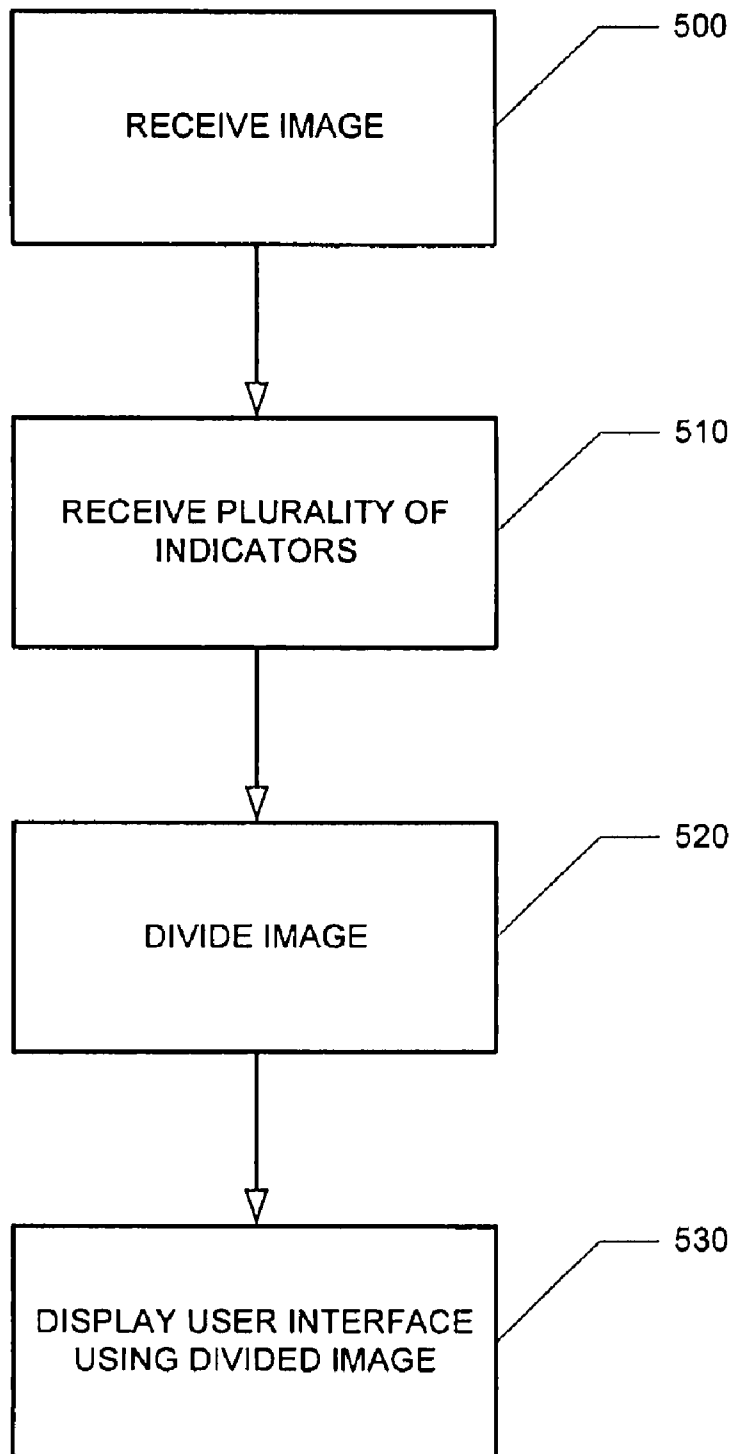 500
RECEIVE IMAGE
510
RECEIVE PLURALITY OF
INDICATORS
520
DIVIDE IMAGE
530
DISPLAY USER INTERFACE
USING DIVIDED IMAGE